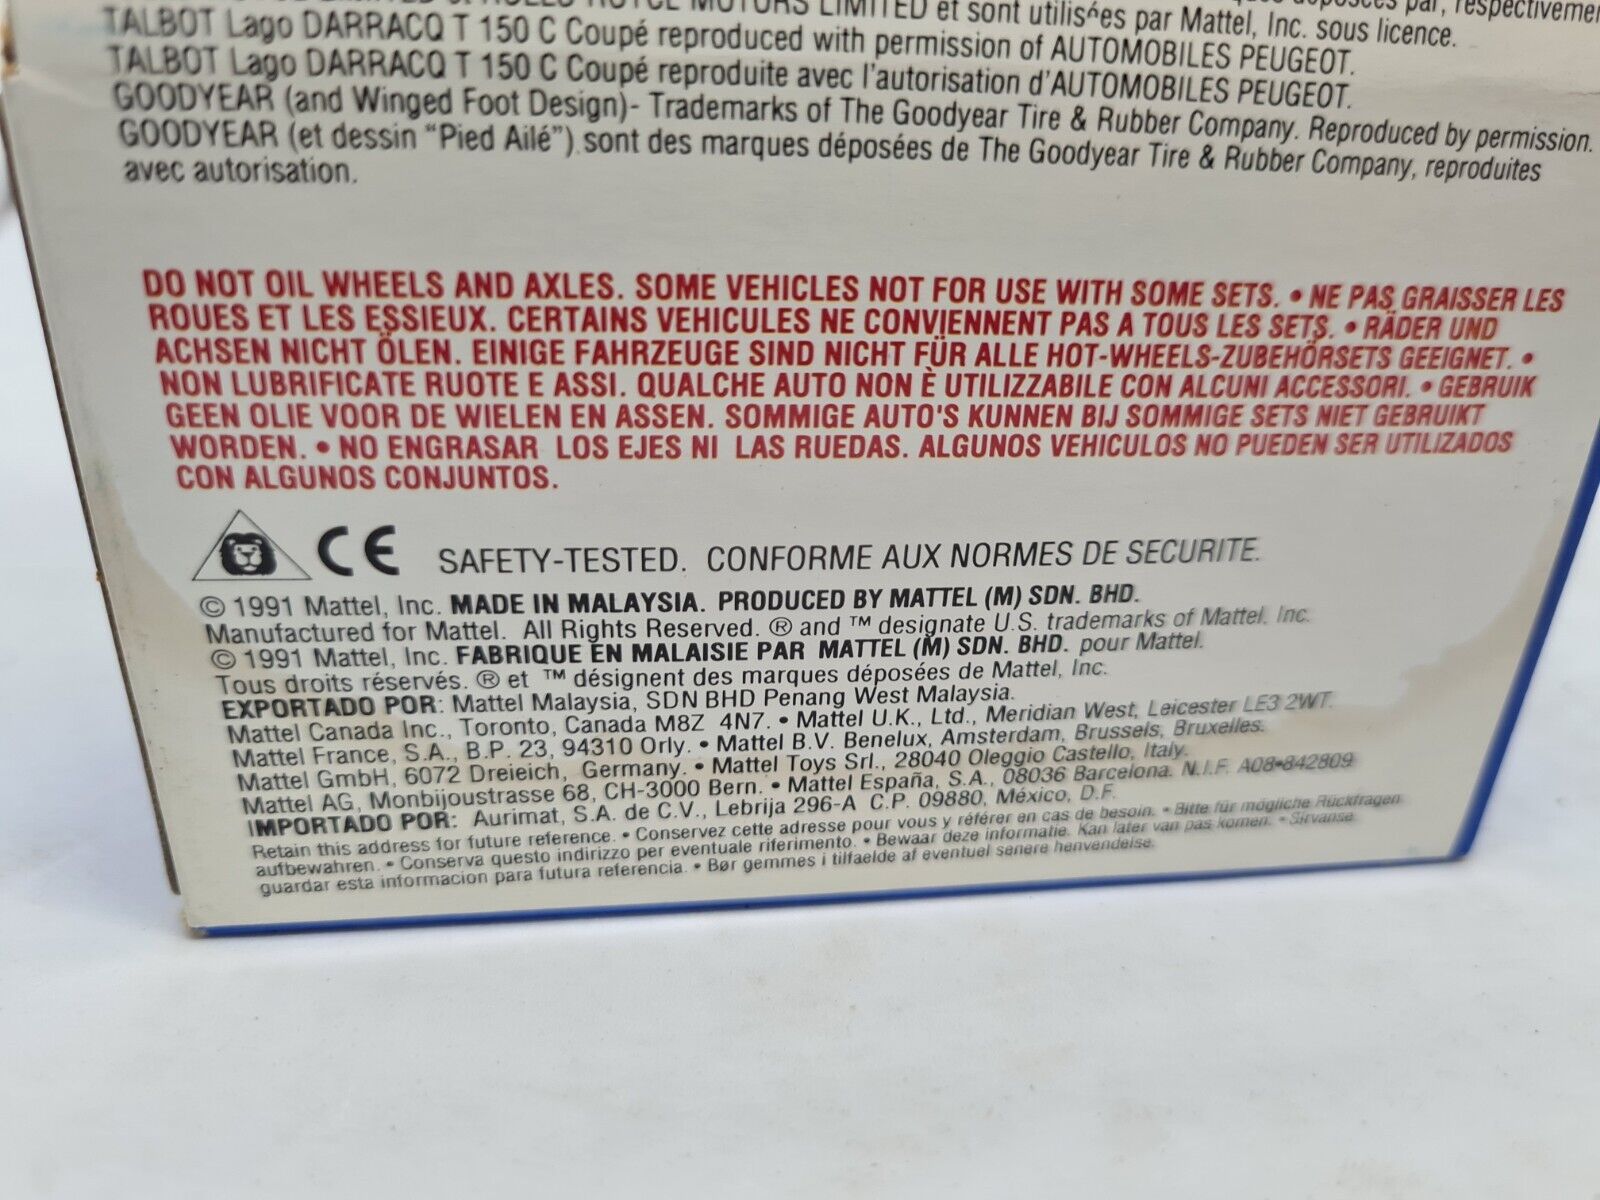 ROLLS ROYCE MOTORS LIMITED et sont utilisées par Mattel, Inc. sous licence.
TALBOT Lago DARRACQ T 150 C Coupé reproduced with permission of AUTOMOBILES PEUGEOT.
TALBOT Lago DARRACQ T 150 C Coupé reproduite avec l'autorisation d'AUTOMOBILES PEUGEOT.
GOODYEAR (and Winged Foot Design)- Trademarks of The Goodyear Tire & Rubber Company. Reproduced by permission.
GOODYEAR (et dessin "Pied Ailé") sont des marques déposées de The Goodyear Tire & Rubber Company, reproduites
avec autorisation.
DO NOT OIL WHEELS AND AXLES. SOME VEHICLES NOT FOR USE WITH SOME SETS. • NE PAS GRAISSER LES
ROUES ET LES ESSIEUX. CERTAINS VEHICULES NE CONVIENNENT PAS A TOUS LES SETS. • RÄDER UND
ACHSEN NICHT ÖLEN. EINIGE FAHRZEUGE SIND NICHT FÜR ALLE HOT-WHEELS-ZUBEHÖRSETS GEEIGNET. •
NON LUBRIFICATE RUOTE E ASSI. QUALCHE AUTO NON È UTILIZZABILE CON ALCUNI ACCESSORI. • GEBRUIK
GEEN OLIE VOOR DE WIELEN EN ASSEN. SOMMIGE AUTO'S KUNNEN BIJ SOMMIGE SETS NIET GEBRUIKT
WORDEN. • NO ENGRASAR LOS EJES NI LAS RUEDAS. ALGUNOS VEHICULOS NO PUEDEN SER UTILIZADOS
CON ALGUNOS CONJUNTOS.
CE SAFETY-TESTED. CONFORME AUX NORMES DE SECURITE.
© 1991 Mattel, Inc. MADE IN MALAYSIA. PRODUCED BY MATTEL (M) SDN. BHD.
Manufactured for Mattel. All Rights Reserved. ® and ™ designate U.S. trademarks of Mattel, Inc.
© 1991 Mattel, Inc. FABRIQUE EN MALAISIE PAR MATTEL (M) SDN. BHD. pour Mattel.
Tous droits réservés. ® et ™ désignent des marques déposées de Mattel, Inc.
EXPORTADO POR: Mattel Malaysia, SDN BHD Penang West Malaysia.
Mattel Canada Inc., Toronto, Canada M8Z 4N7. • Mattel U.K., Ltd., Meridian West, Leicester LE3 2WT.
Mattel France, S.A., B.P. 23, 94310 Orly. • Mattel B.V. Benelux, Amsterdam, Brussels, Bruxelles.
Mattel GmbH, 6072 Dreieich, Germany. • Mattel Toys Srl., 28040 Oleggio Castello, Italy.
Mattel AG, Monbijoustrasse 68, CH-3000 Bern. • Mattel España, S.A., 08036 Barcelona. N.I.F. A08-842809
IMPORTADO POR: Aurimat, S.A. de C.V., Lebrija 296-A C.P. 09880, México, D.F.
Retain this address for future reference. • Conservez cette adresse pour vous y référer en cas de besoin. • Bitte für mögliche Rückfragen
aufbewahren. • Conserva questo indirizzo per eventuale riferimento. • Bewaar deze informatie. Kan later van pas komen. • Sirvanse
guardar esta informacion para futura referencia. • Bør gemmes i tilfaelde af eventuel senere henvendelse.